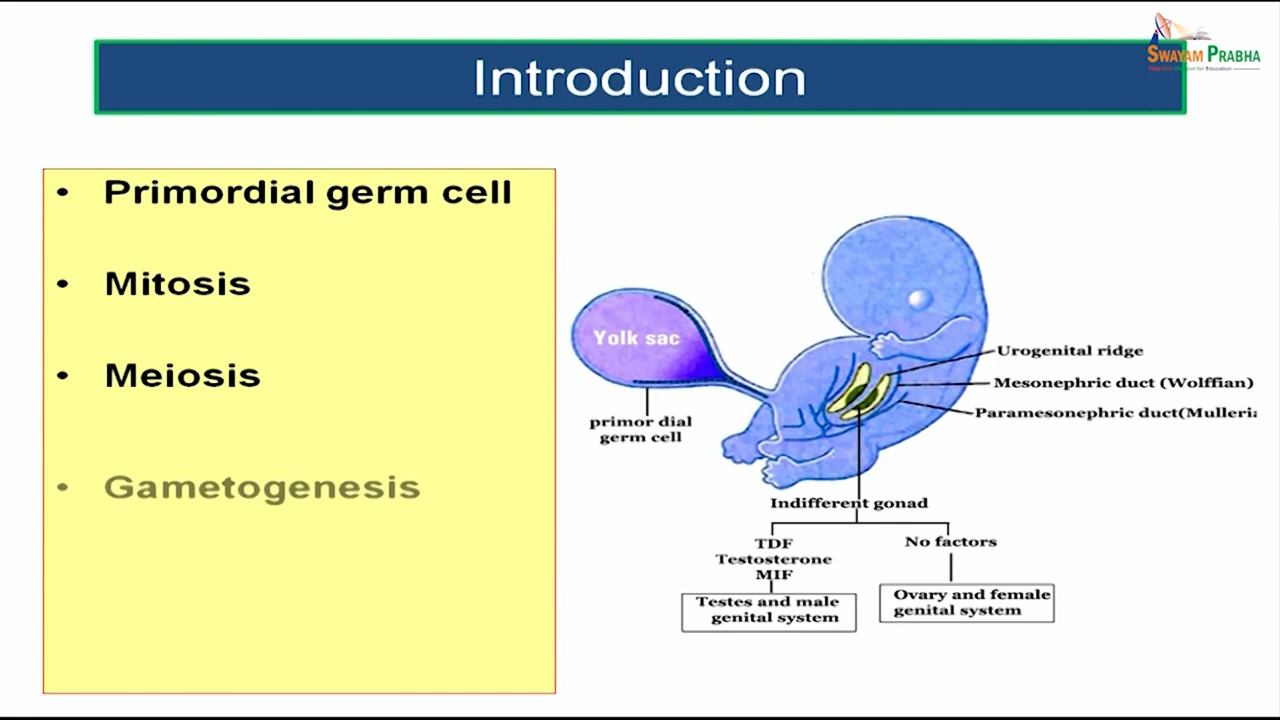 SWAYAM PRABHA
Introduction
• Primordial germ cell
• Mitosis
• Meiosis
• Gametogenesis
Yolk sac
primor dial
germ cell
Urogenital ridge
Mesonephric duct (Wolffian)
Paramesonephric duct(Mulleria
Indifferent gonad
TDF
Testosterone
MIF
Testes and male
genital system
No factors
Ovary and female
genital system